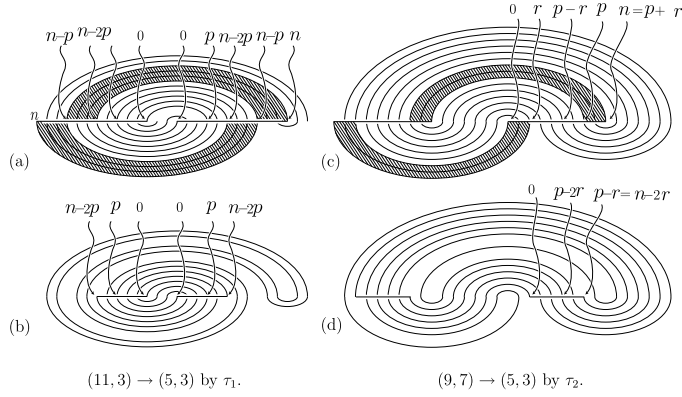 n–p n–2p 0 0 p n–2p n–p n
n
(a)
0 r p–r p n=p+ r
(c)
n–2p p 0 0 p n–2p
(b)
0 p–2r p–r=n–2r
(d)
(11, 3) → (5, 3) by τ₁.
(9, 7) → (5, 3) by τ₂.